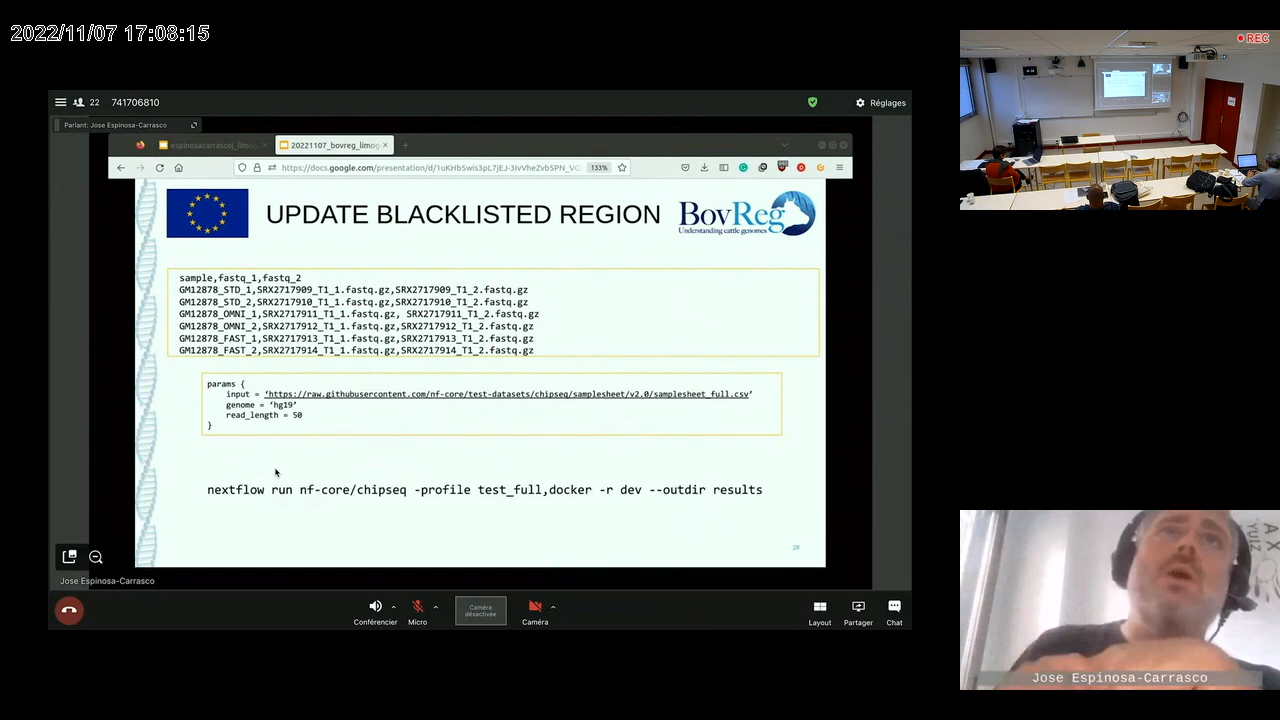 2022/11/07 17:08:15
REC
22 741706810
Réglages
Parlant: Jose Espinosa-Carrasco
espinosacarrascoj_limog
20221107_bovreg_limog
https://docs.google.com/presentation/d/
133%
UPDATE BLACKLISTED REGION
BovReg
Understanding cattle genomes
sample,fastq_1,fastq_2
GM12878_STD_1,SRX2717909_T1_1.fastq.gz,SRX2717909_T1_2.fastq.gz
GM12878_STD_2,SRX2717910_T1_1.fastq.gz,SRX2717910_T1_2.fastq.gz
GM12878_OMNI_1,SRX2717911_T1_1.fastq.gz, SRX2717911_T1_2.fastq.gz
GM12878_OMNI_2,SRX2717912_T1_1.fastq.gz,SRX2717912_T1_2.fastq.gz
GM12878_FAST_1,SRX2717913_T1_1.fastq.gz,SRX2717913_T1_2.fastq.gz
GM12878_FAST_2,SRX2717914_T1_1.fastq.gz,SRX2717914_T1_2.fastq.gz
params {
input = ‘https://raw.githubusercontent.com/nf-core/test-datasets/chipseq/samplesheet/v2.0/samplesheet_full.csv’
genome = ‘hg19’
read_length = 50
}
nextflow run nf-core/chipseq -profile test_full,docker -r dev --outdir results
Jose Espinosa-Carrasco
Conférencier
Micro
Caméra désactivée
Caméra
Layout
Partager
Chat
Jose Espinosa-Carrasco